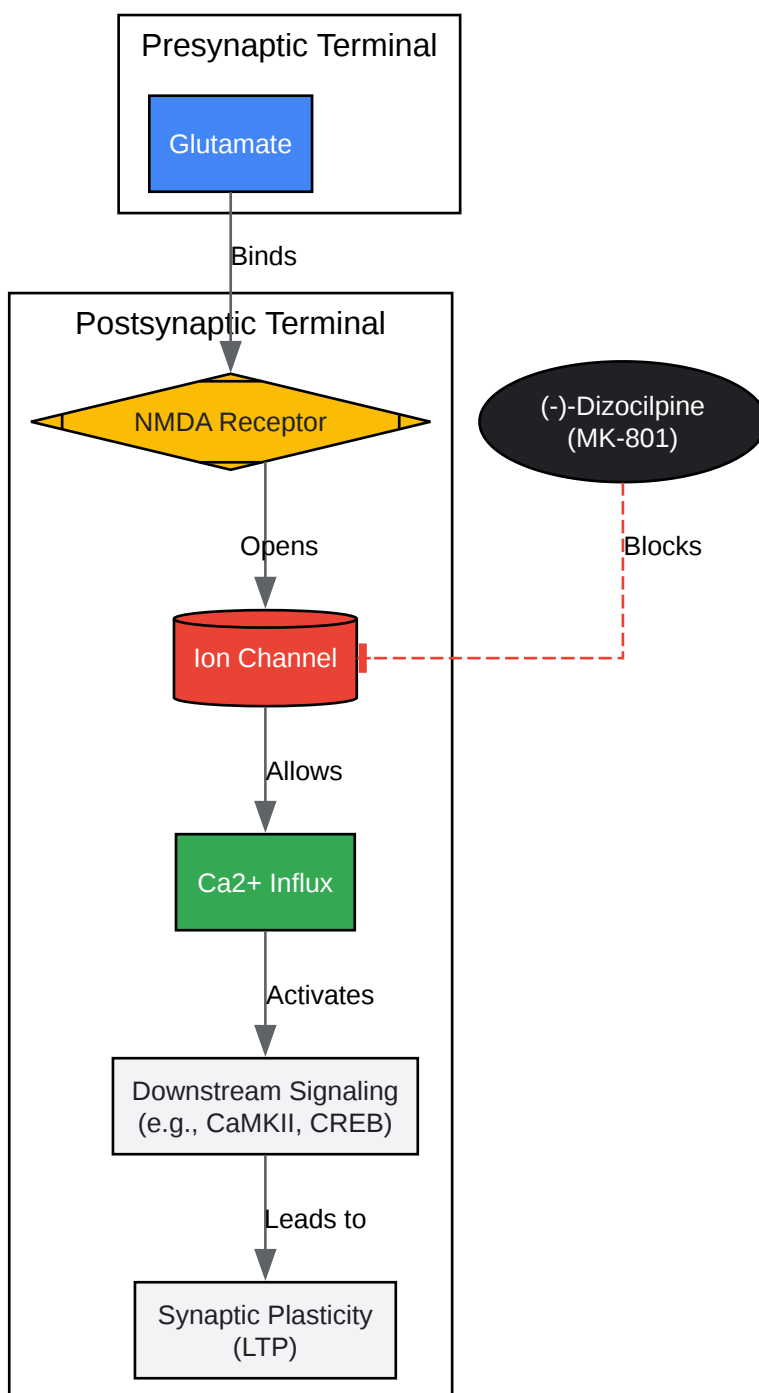 Presynaptic Terminal
Glutamate
Binds
Postsynaptic Terminal
NMDA Receptor
(-)-Dizocilpine
(MK-801)
Opens
Blocks
Ion Channel
Allows
Ca2+ Influx
Activates
Downstream Signaling
(e.g., CaMKII, CREB)
Leads to
Synaptic Plasticity
(LTP)